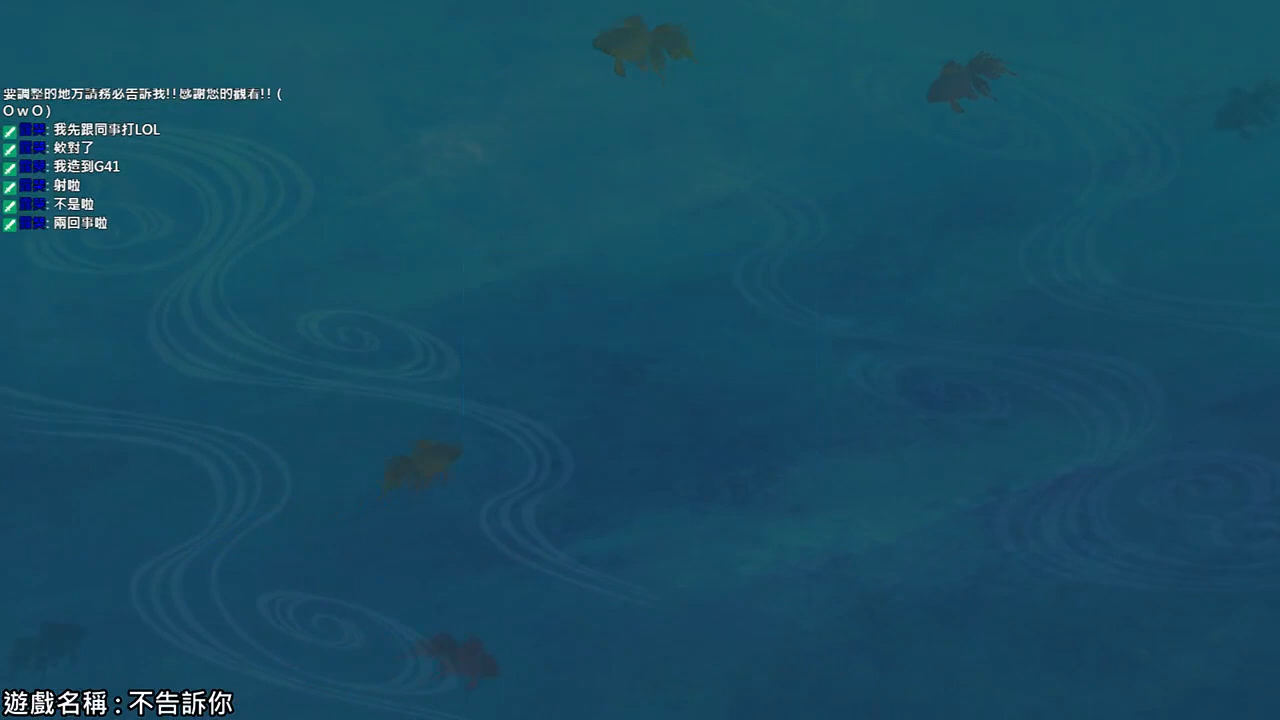 要調整的地方請務必告訴我!!感謝您的觀看!! (
OwO)
: 我先跟同事打LOL
: 欸對了
: 我造到G41
: 射啦
: 不是啦
: 兩回事啦
遊戲名稱 : 不告訴你